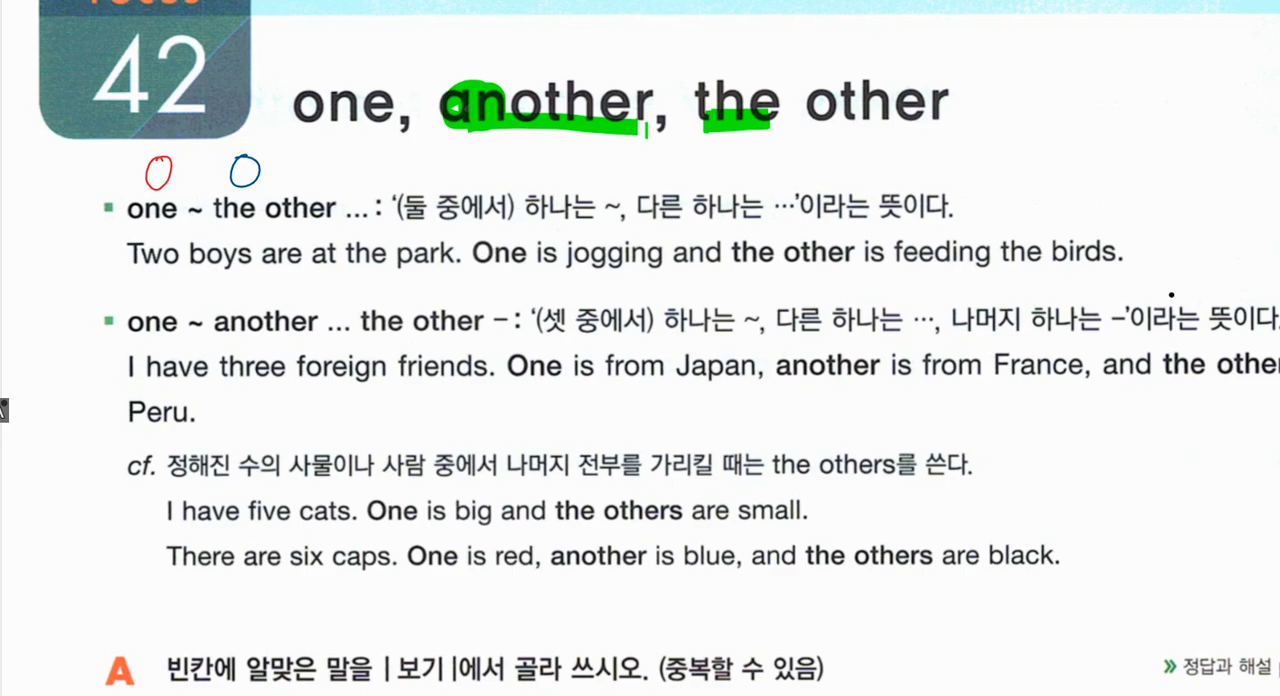 FOCUS
42
one, another, the other
one ~ the other ... : ‘(둘 중에서) 하나는 ~, 다른 하나는 …’이라는 뜻이다.
Two boys are at the park. One is jogging and the other is feeding the birds.
one ~ another ... the other – : ‘(셋 중에서) 하나는 ~, 다른 하나는 …, 나머지 하나는 –’이라는 뜻이다.
I have three foreign friends. One is from Japan, another is from France, and the other
Peru.
cf. 정해진 수의 사물이나 사람 중에서 나머지 전부를 가리킬 때는 the others를 쓴다.
I have five cats. One is big and the others are small.
There are six caps. One is red, another is blue, and the others are black.
A 빈칸에 알맞은 말을 | 보기 |에서 골라 쓰시오. (중복할 수 있음)
» 정답과 해설